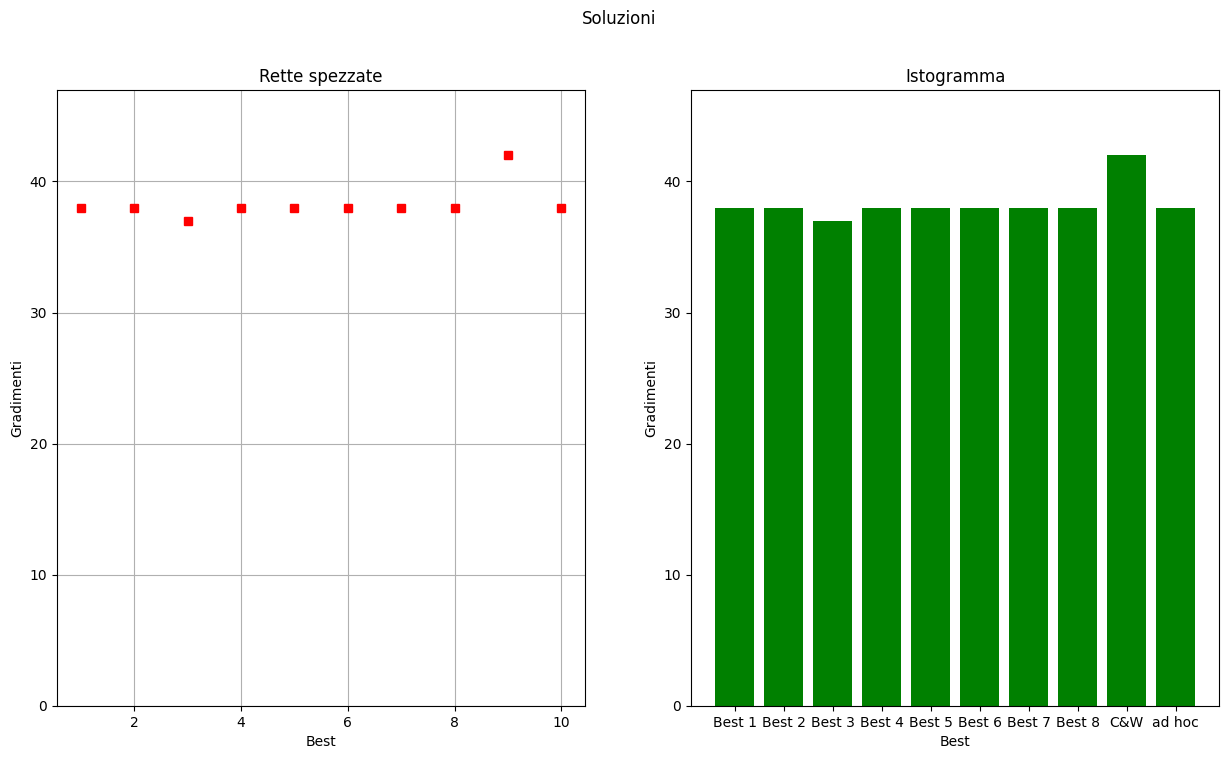 Soluzioni
Rette spezzate
40
30
20
10
0
Gradimenti
2 4 6 8 10
Best
Istogramma
40
30
20
10
0
Gradimenti
Best 1 Best 2 Best 3 Best 4 Best 5 Best 6 Best 7 Best 8 C&W ad hoc
Best